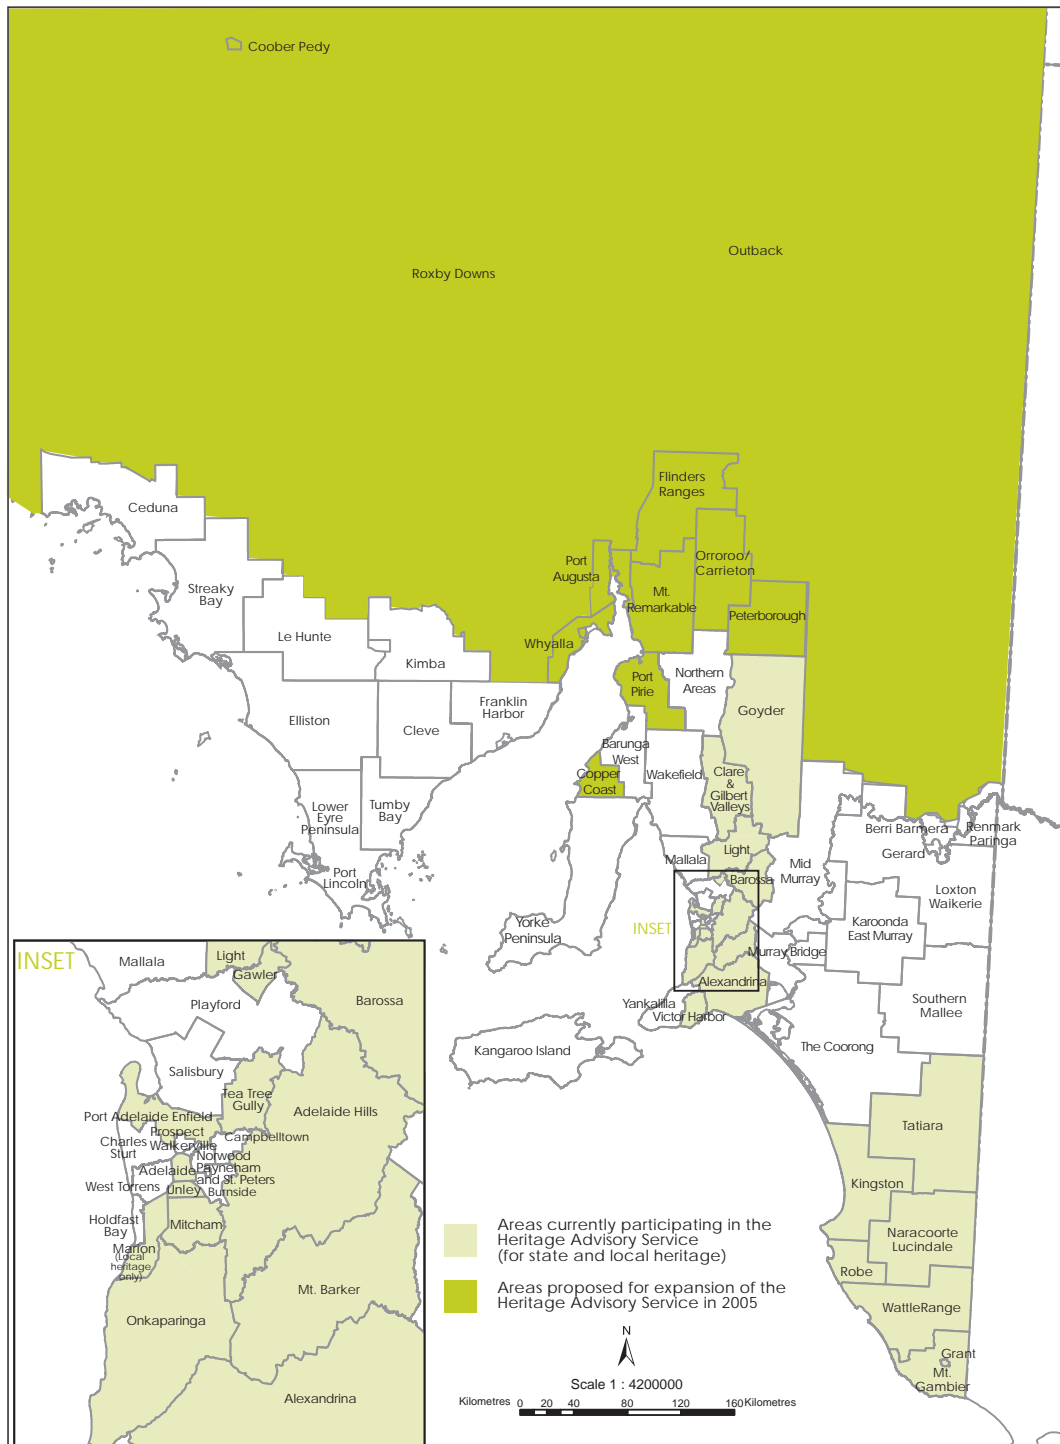 Coober Pedy
Outback
Roxby Downs
Flinders
Ranges
Ceduna
Port
Augusta
Orroroo/
Carrieton
Streaky
Bay
Mt.
Remarkable
Peterborough
Le Hunte
Whyalla
Kimba
Port
Pirie
Northern
Areas
Franklin
Harbor
Goyder
Elliston
Cleve
Barunga
West
Copper
Coast
Wakefield
Clare
&
Gilbert
Valleys
Lower
Eyre
Peninsula
Tumby
Bay
Berri Barmera
Renmark
Paringa
Gerard
Mallala
Light
Mid
Murray
Port
Lincoln
Barossa
Loxton
Waikerie
Yorke
Peninsula
INSET
Karoonda
East Murray
Murray Bridge
Alexandrina
Yankalilla
Victor Harbor
Southern
Mallee
Kangaroo Island
The Coorong
Tatiara
Kingston
Naracoorte
Lucindale
Robe
WattleRange
Grant
Mt.
Gambier
INSET
Mallala
Light
Gawler
Barossa
Playford
Salisbury
Tea Tree
Gully
Adelaide Hills
Port Adelaide Enfield
Prospect
Charles
Sturt
Walkerville
Campbelltown
Norwood
Payneham
and St. Peters
Adelaide
West Torrens
Unley
Burnside
Holdfast
Bay
Mitcham
Marion
(Local
heritage
only)
Mt. Barker
Onkaparinga
Alexandrina
Areas currently participating in the
Heritage Advisory Service
(for state and local heritage)
Areas proposed for expansion of the
Heritage Advisory Service in 2005
N
Scale 1 : 4200000
Kilometres 0 20 40 80 120 160 Kilometres